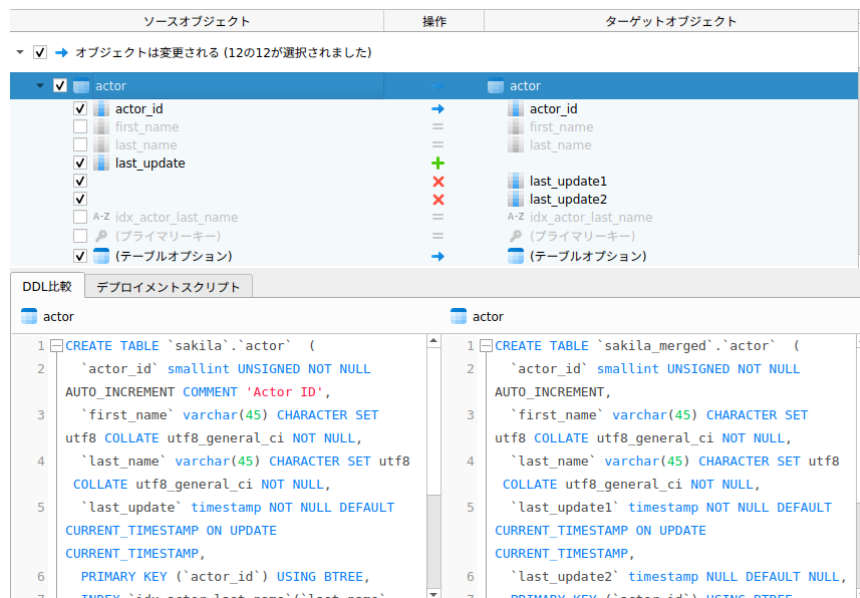 ソースオブジェクト 操作 ターゲットオブジェクト
オブジェクトは変更される (12の12が選択されました)
actor actor
actor_id actor_id
first_name = first_name
last_name = last_name
last_update
last_update1
last_update2
A-Z idx_actor_last_name = A-Z idx_actor_last_name
(プライマリーキー) = (プライマリーキー)
(テーブルオプション) (テーブルオプション)
DDL比較 デプロイメントスクリプト
actor
1 CREATE TABLE `sakila`.`actor`  (
2 `actor_id` smallint UNSIGNED NOT NULL
AUTO_INCREMENT COMMENT 'Actor ID',
3 `first_name` varchar(45) CHARACTER SET
utf8 COLLATE utf8_general_ci NOT NULL,
4 `last_name` varchar(45) CHARACTER SET utf8
COLLATE utf8_general_ci NOT NULL,
5 `last_update` timestamp NOT NULL DEFAULT
CURRENT_TIMESTAMP ON UPDATE
CURRENT_TIMESTAMP,
6 PRIMARY KEY (`actor_id`) USING BTREE,
7 INDEX `idx_actor_last_name`(`last_name`
actor
1 CREATE TABLE `sakila_merged`.`actor`  (
2 `actor_id` smallint UNSIGNED NOT NULL
AUTO_INCREMENT,
3 `first_name` varchar(45) CHARACTER SET
utf8 COLLATE utf8_general_ci NOT NULL,
4 `last_name` varchar(45) CHARACTER SET utf8
COLLATE utf8_general_ci NOT NULL,
5 `last_update1` timestamp NOT NULL DEFAULT
CURRENT_TIMESTAMP ON UPDATE
CURRENT_TIMESTAMP,
6 `last_update2` timestamp NULL DEFAULT NULL,
7 PRIMARY KEY (`actor_id`) USING BTREE